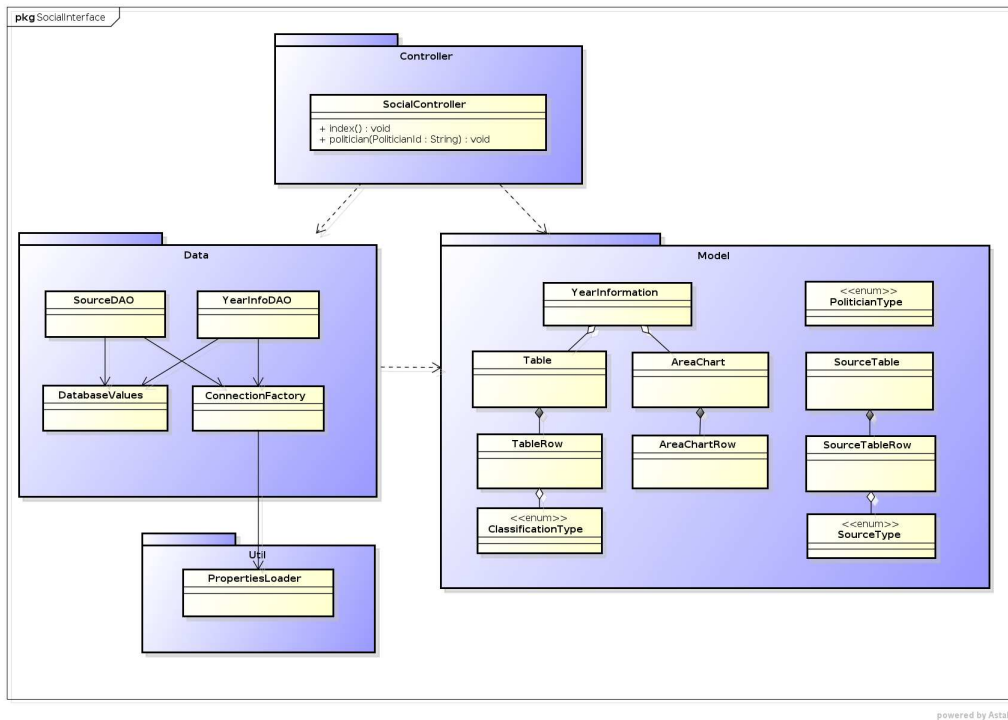 pkg SocialInterface
Controller
SocialController
+ index() : void
+ politician(PoliticianId : String) : void
Data
SourceDAO
YearInfoDAO
DatabaseValues
ConnectionFactory
Util
PropertiesLoader
Model
YearInformation
<<enum>>
PoliticianType
Table
AreaChart
SourceTable
TableRow
AreaChartRow
SourceTableRow
<<enum>>
ClassificationType
<<enum>>
SourceType
powered by Asta